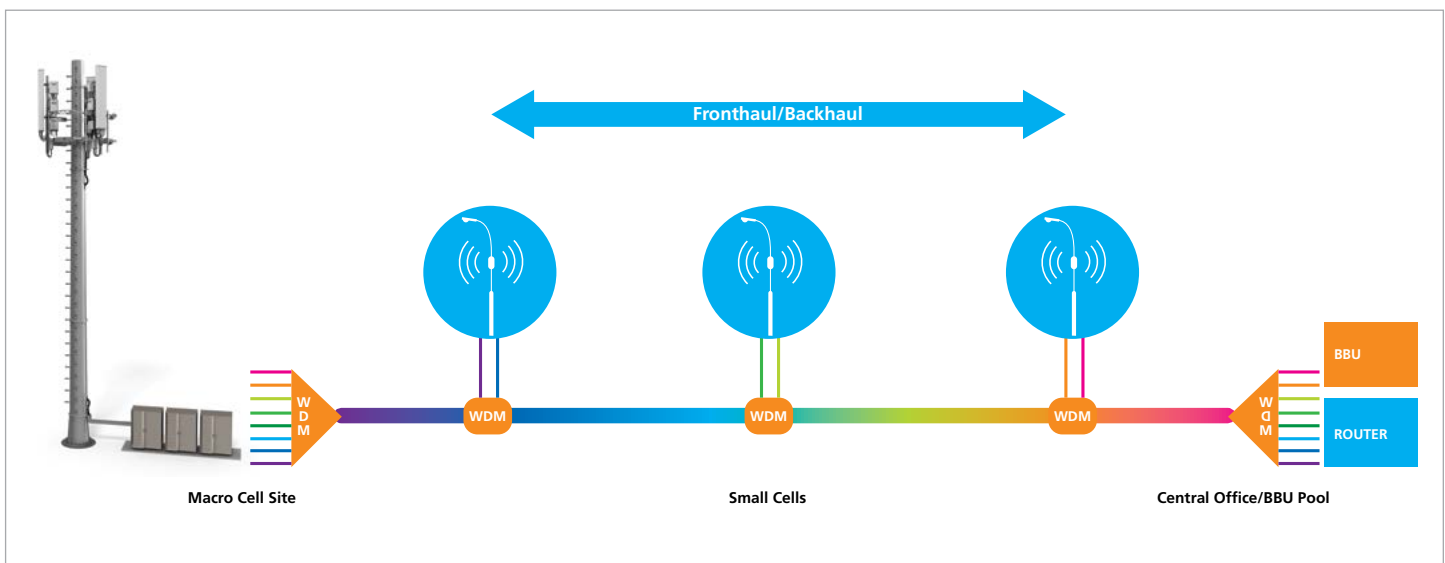 Fronthaul/Backhaul
WDM
WDM
WDM
WDM
WDM
BBU
ROUTER
Macro Cell Site
Small Cells
Central Office/BBU Pool